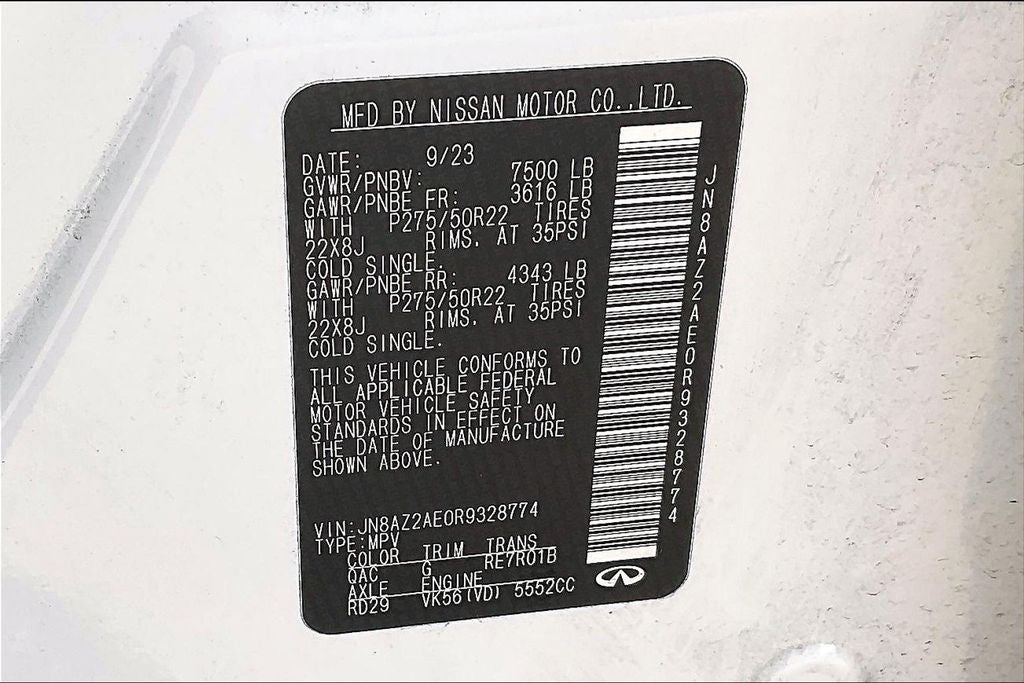 MFD BY NISSAN MOTOR CO.,LTD.
DATE: 9/23
GVWR/PNBV: 7500 LB
GAWR/PNBE FR: 3616 LB
WITH P275/50R22 TIRES
22X8J RIMS, AT 35PSI
COLD SINGLE.
GAWR/PNBE RR: 4343 LB
WITH P275/50R22 TIRES
22X8J RIMS, AT 35PSI
COLD SINGLE.
THIS VEHICLE CONFORMS TO
ALL APPLICABLE FEDERAL
MOTOR VEHICLE SAFETY
STANDARDS IN EFFECT ON
THE DATE OF MANUFACTURE
SHOWN ABOVE.
VIN:JN8AZ2AE0R9328774
TYPE:MPV
COLOR TRIM TRANS
QAC G RE7R01B
AXLE ENGINE
RD29 VK56(VD) 5552CC
JN8AZ2AE0R9328774